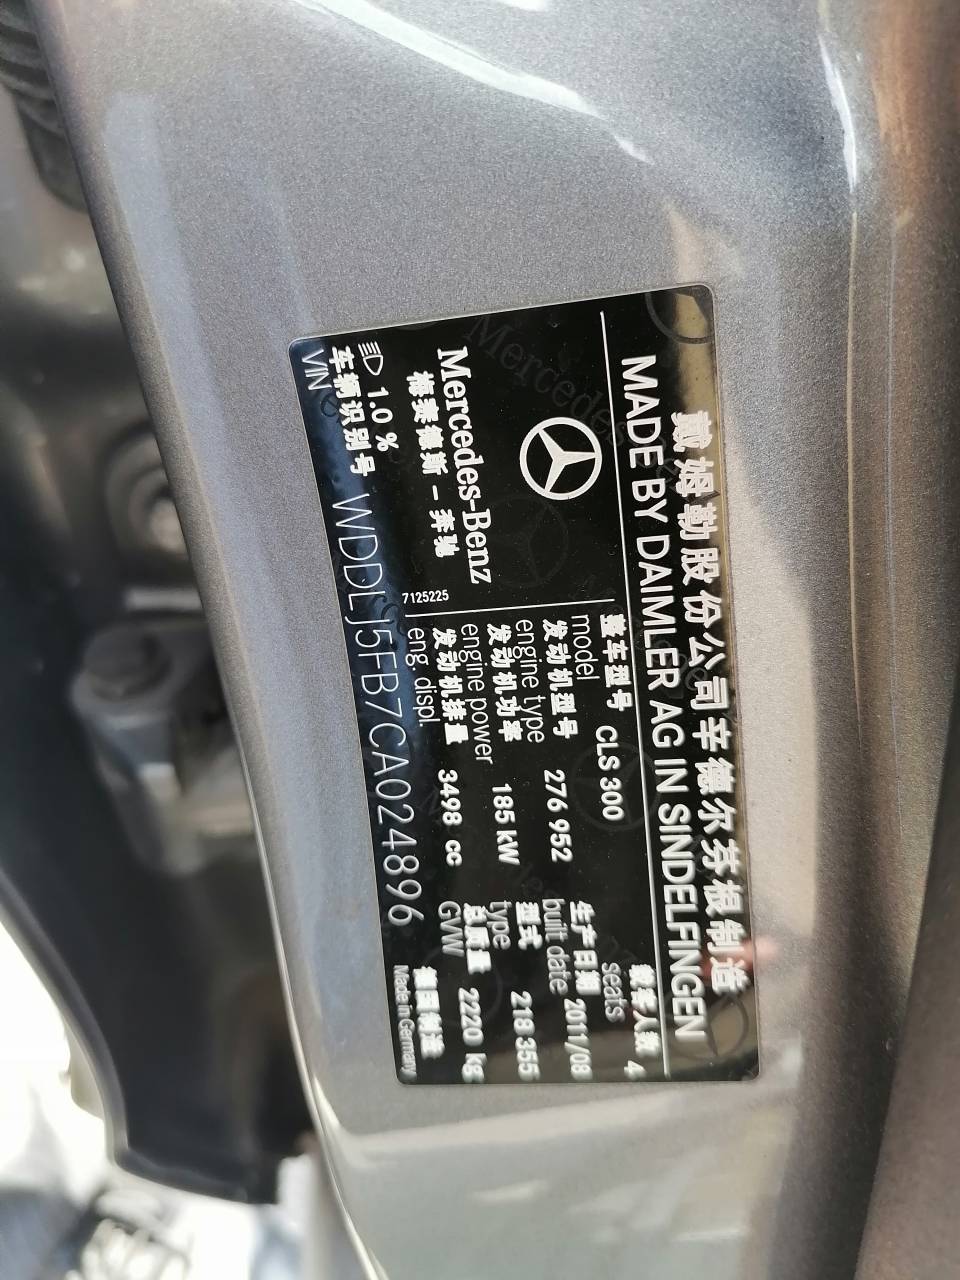 戴姆勒股份公司辛德尔芬根制造
MADE BY DAIMLER AG IN SINDELFINGEN
Mercedes-Benz
梅赛德斯-奔驰
7125225
整车型号 CLS 300
model
发动机型号 276 952
engine type
发动机功率 185 kW
engine power
发动机排量 3498 cc
eng. displ.
载客人数 4
seats
生产日期 2011/08
built date
型式 218 355
type
总质量 2220 kg
GVW
1.0 %
车辆识别号 WDDLJ5FB7CA024896
VIN
德国制造
Made in Germany